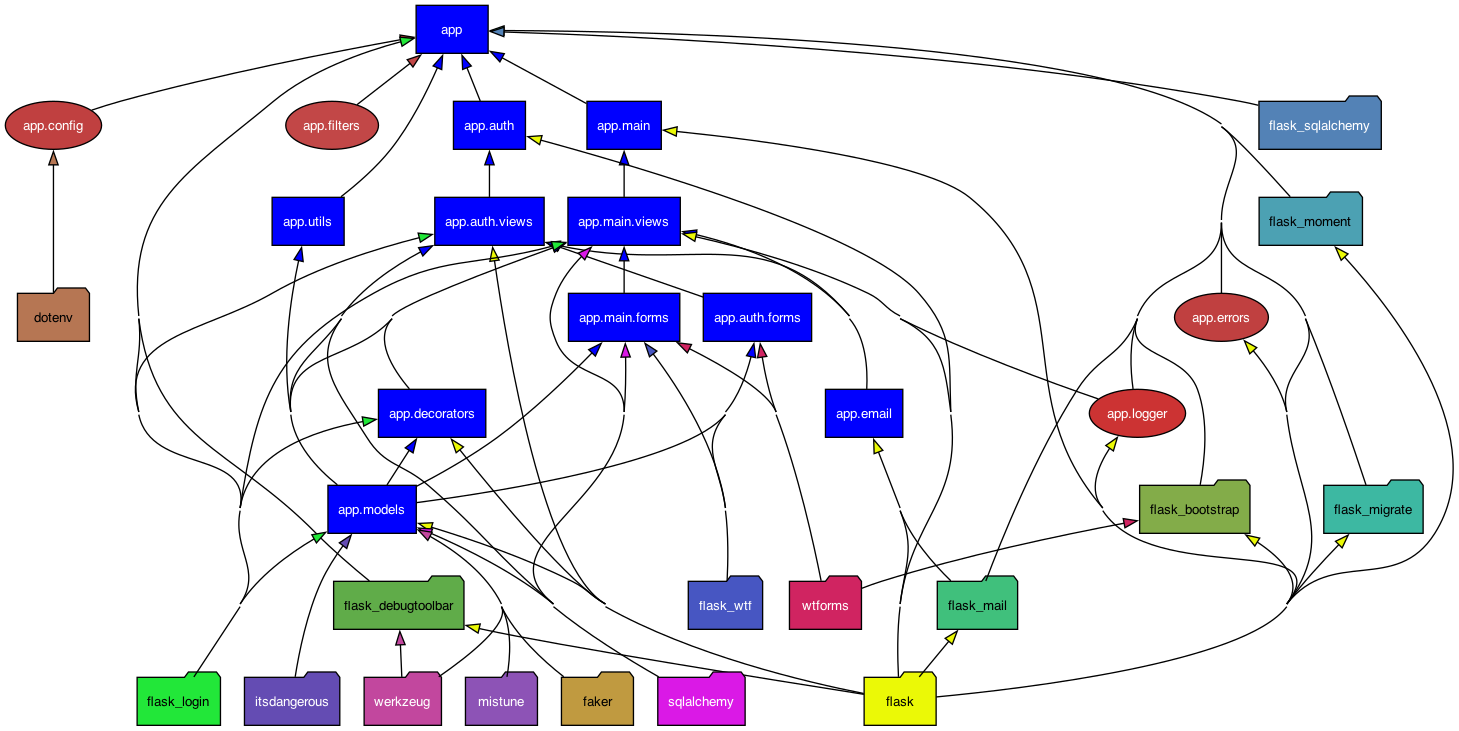 app
app.config
app.filters
app.auth
app.main
flask_sqlalchemy
app.utils
app.auth.views
app.main.views
flask_moment
dotenv
app.main.forms
app.auth.forms
app.errors
app.decorators
app.email
app.logger
app.models
flask_bootstrap
flask_migrate
flask_debugtoolbar
flask_wtf
wtforms
flask_mail
flask_login
itsdangerous
werkzeug
mistune
faker
sqlalchemy
flask